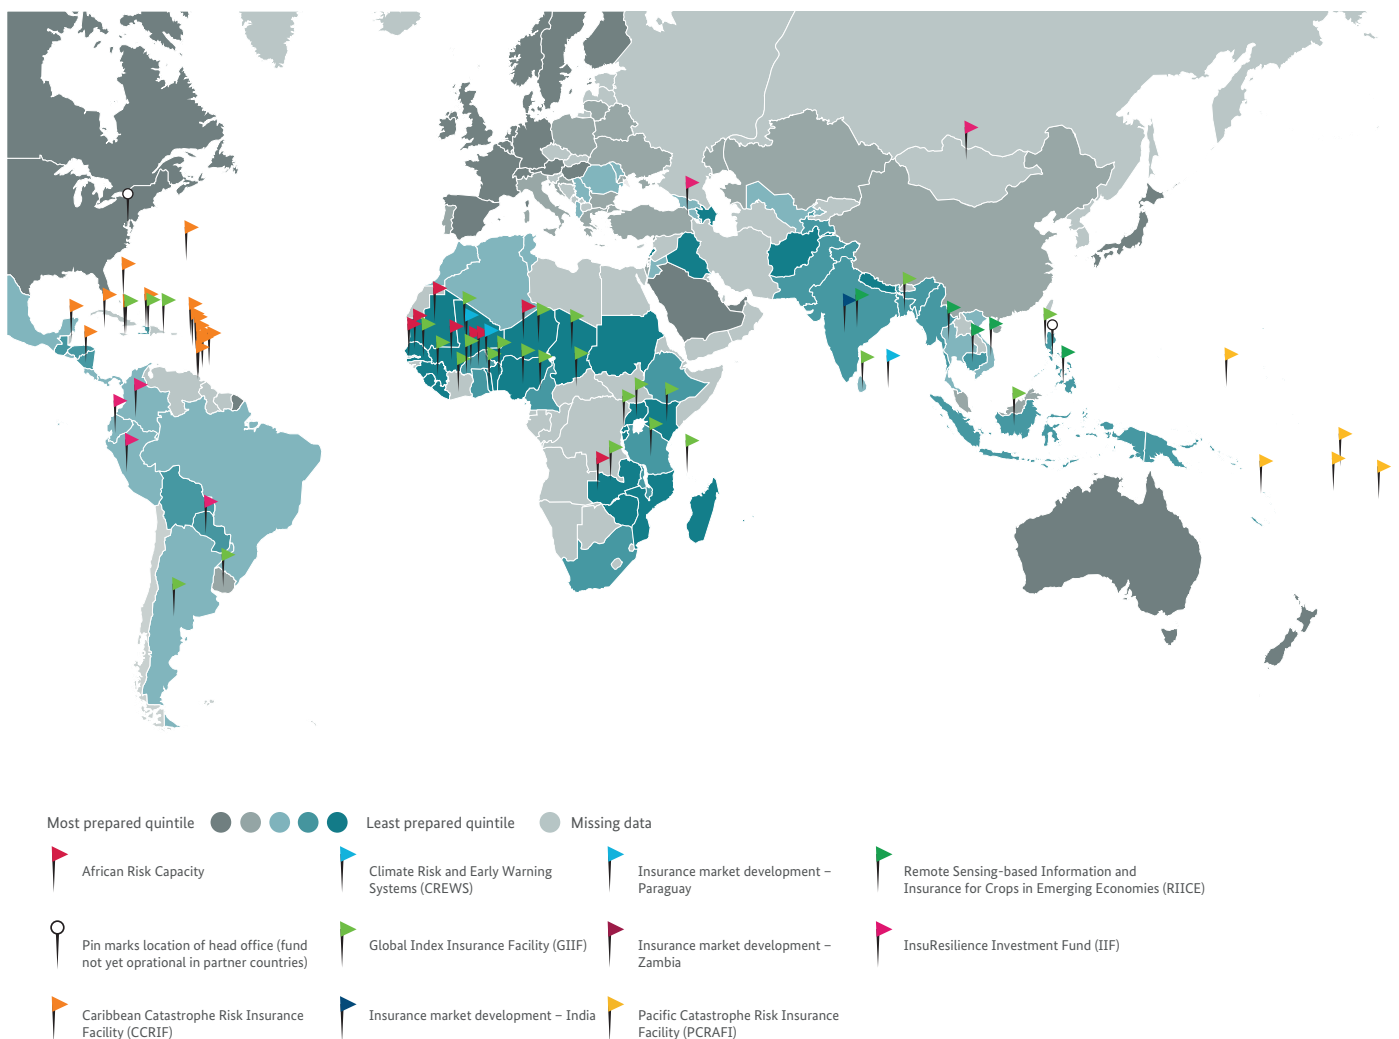 Most prepared quintile
Least prepared quintile
Missing data
African Risk Capacity
Climate Risk and Early Warning
Systems (CREWS)
Insurance market development –
Paraguay
Remote Sensing-based Information and
Insurance for Crops in Emerging Economies (RIICE)
Pin marks location of head office (fund
not yet oprational in partner countries)
Global Index Insurance Facility (GIIF)
Insurance market development –
Zambia
InsuResilience Investment Fund (IIF)
Caribbean Catastrophe Risk Insurance
Facility (CCRIF)
Insurance market development – India
Pacific Catastrophe Risk Insurance
Facility (PCRAFI)